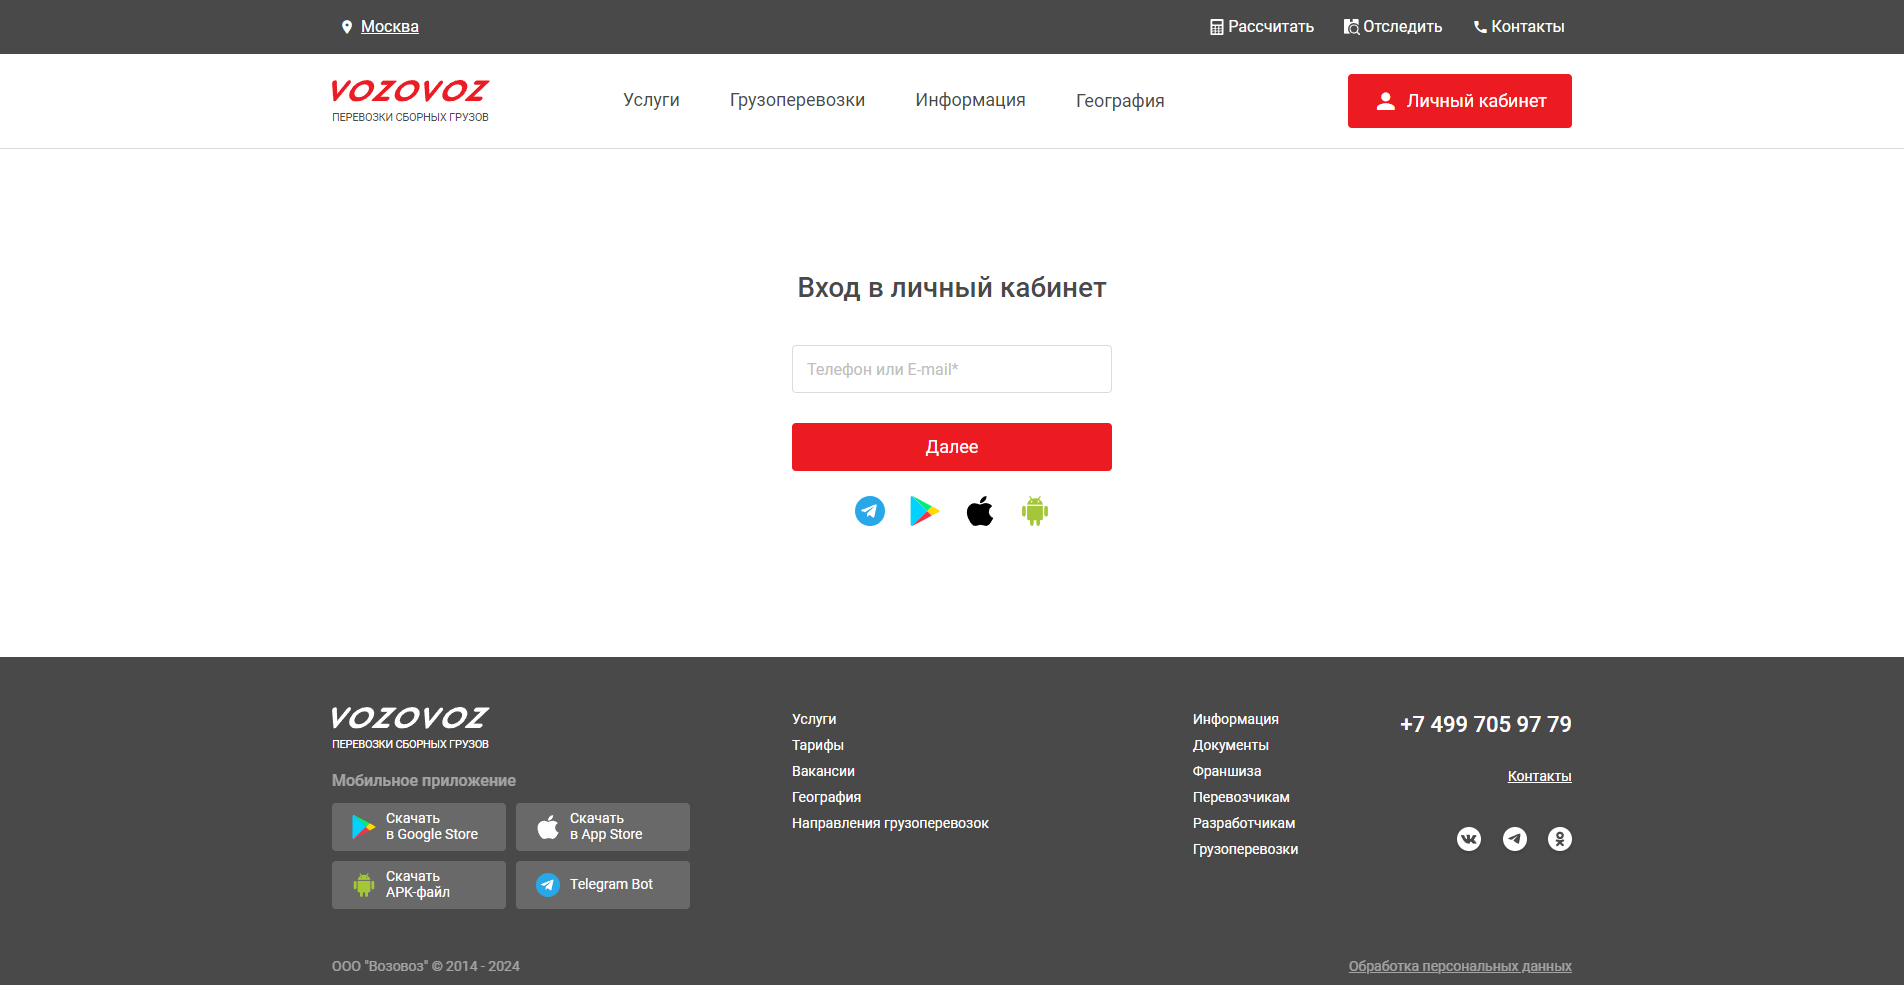 Москва
Рассчитать
Отследить
Контакты
VOZOVOZ
ПЕРЕВОЗКИ СБОРНЫХ ГРУЗОВ
Услуги
Грузоперевозки
Информация
География
Личный кабинет
Вход в личный кабинет
Телефон или E-mail*
Далее
VOZOVOZ
ПЕРЕВОЗКИ СБОРНЫХ ГРУЗОВ
Мобильное приложение
Скачать
в Google Store
Скачать
в App Store
Скачать
APK-файл
Telegram Bot
Услуги
Тарифы
Вакансии
География
Направления грузоперевозок
Информация
Документы
Франшиза
Перевозчикам
Разработчикам
Грузоперевозки
+7 499 705 97 79
Контакты
ООО "Возовоз" © 2014 - 2024
Обработка персональных данных